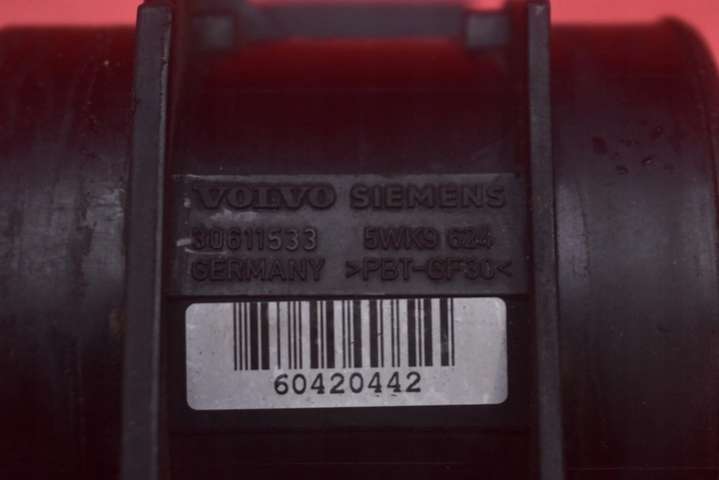 VOLVO SIEMENS
30611533 5WK9 624
GERMANY >PBT-GF30<
60420442